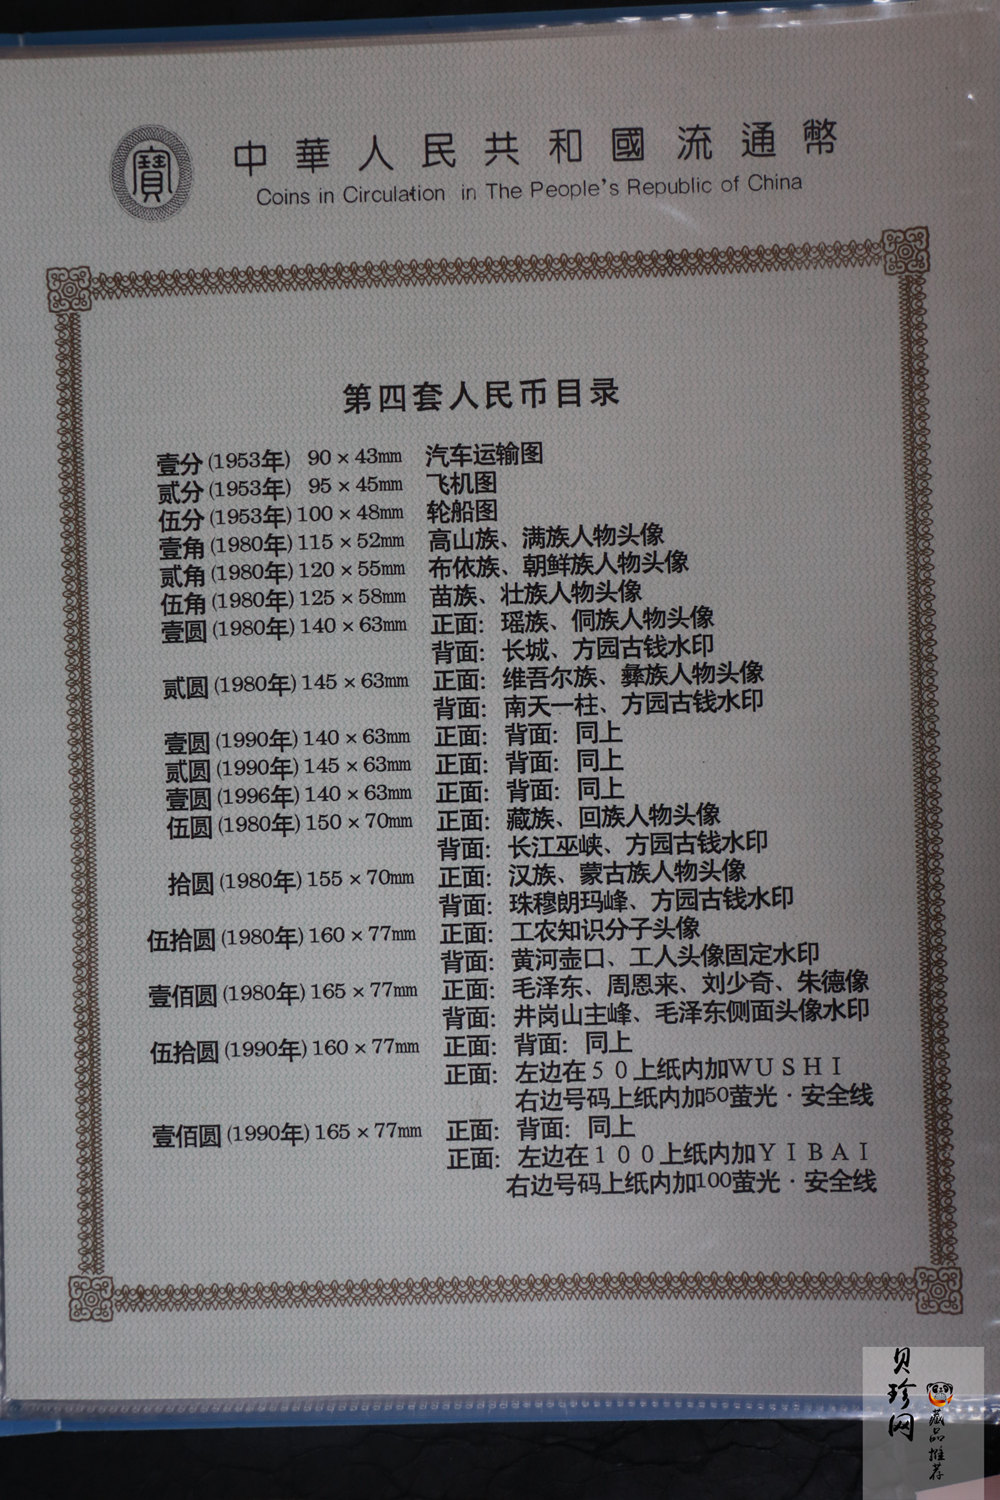 寶
中華人民共和國流通幣
Coins in Circulation in The People's Republic of China
第四套人民币目录
壹分(1953年) 90×43mm 汽车运输图
贰分(1953年) 95×45mm 飞机图
伍分(1953年)100×48mm 轮船图
壹角(1980年)115×52mm 高山族、满族人物头像
贰角(1980年)120×55mm 布依族、朝鲜族人物头像
伍角(1980年)125×58mm 苗族、壮族人物头像
壹圆(1980年)140×63mm 正面：瑶族、侗族人物头像
背面：长城、方园古钱水印
贰圆(1980年)145×63mm 正面：维吾尔族、彝族人物头像
背面：南天一柱、方园古钱水印
壹圆(1990年)140×63mm 正面：背面：同上
贰圆(1990年)145×63mm 正面：背面：同上
壹圆(1996年)140×63mm 正面：背面：同上
伍圆(1980年)150×70mm 正面：藏族、回族人物头像
背面：长江巫峡、方园古钱水印
拾圆(1980年)155×70mm 正面：汉族、蒙古族人物头像
背面：珠穆朗玛峰、方园古钱水印
伍拾圆(1980年)160×77mm 正面：工农知识分子头像
背面：黄河壶口、工人头像固定水印
壹佰圆(1980年)165×77mm 正面：毛泽东、周恩来、刘少奇、朱德像
背面：井岗山主峰、毛泽东侧面头像水印
伍拾圆(1990年)160×77mm 正面：背面：同上
正面：左边在５０上纸内加ＷＵＳＨＩ
右边号码上纸内加50萤光·安全线
壹佰圆(1990年)165×77mm 正面：背面：同上
正面：左边在１００上纸内加ＹＩＢＡＩ
右边号码上纸内加100萤光·安全线
贝珍网
藏品推荐